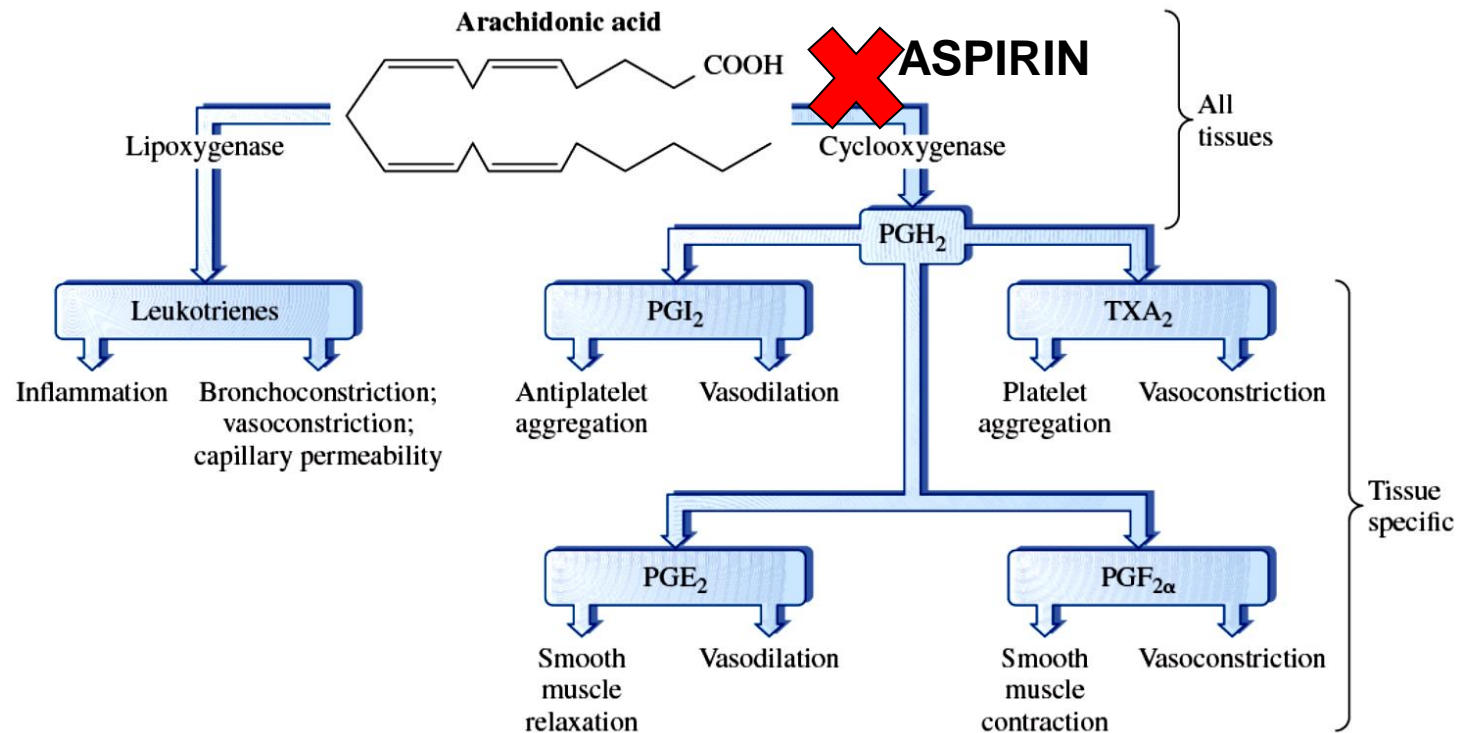 Arachidonic acid
COOH
ASPIRIN
All
tissues
Lipoxygenase
Cyclooxygenase
PGH₂
Leukotrienes
PGI₂
TXA₂
Inflammation
Bronchoconstriction;
vasoconstriction;
capillary permeability
Antiplatelet
aggregation
Vasodilation
Platelet
aggregation
Vasoconstriction
Tissue
specific
PGE₂
PGF₂α
Smooth
muscle
relaxation
Vasodilation
Smooth
muscle
contraction
Vasoconstriction